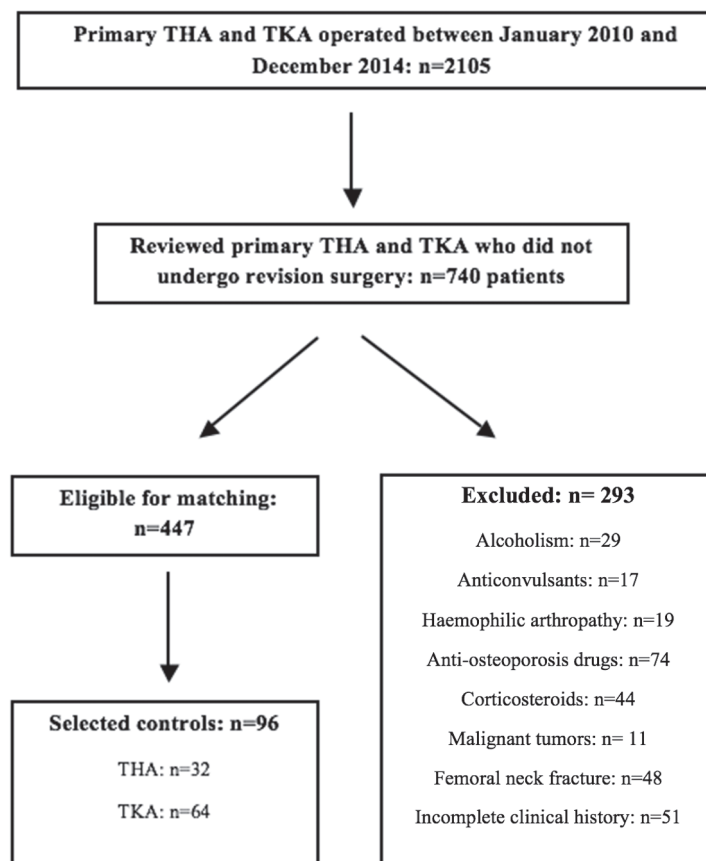 Primary THA and TKA operated between January 2010 and
December 2014: n=2105
Reviewed primary THA and TKA who did not
undergo revision surgery: n=740 patients
Eligible for matching:
n=447
Selected controls: n=96
THA: n=32
TKA: n=64
Excluded: n= 293
Alcoholism: n=29
Anticonvulsants: n=17
Haemophilic arthropathy: n=19
Anti-osteoporosis drugs: n=74
Corticosteroids: n=44
Malignant tumors: n= 11
Femoral neck fracture: n=48
Incomplete clinical history: n=51